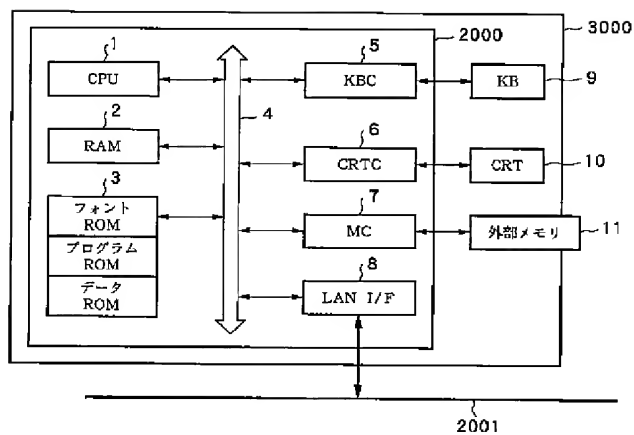 3000
2000
1
CPU
2
RAM
3
フォント
ROM
プログラム
ROM
データ
ROM
4
5
KBC
6
CRTC
7
MC
8
LAN I/F
KB
9
CRT
10
外部メモリ
11
2001